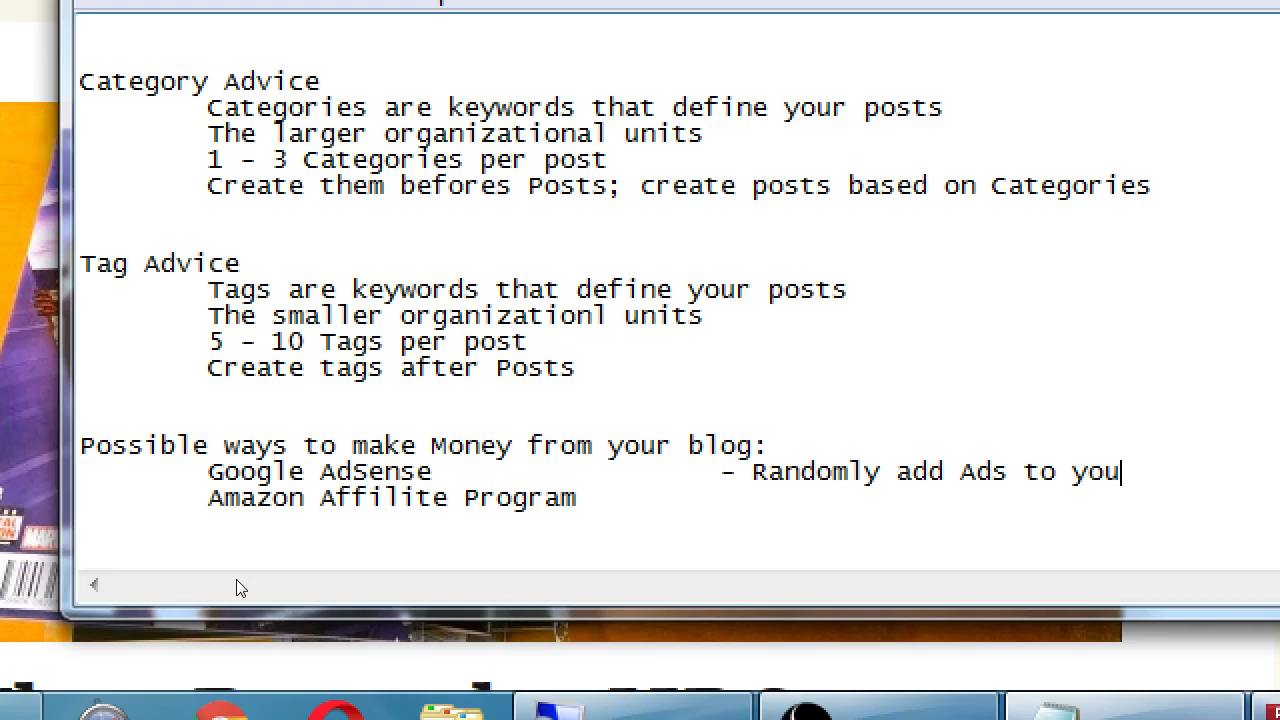 Category Advice
Categories are keywords that define your posts
The larger organizational units
1 - 3 Categories per post
Create them befores Posts; create posts based on Categories
Tag Advice
Tags are keywords that define your posts
The smaller organizationl units
5 - 10 Tags per post
Create tags after Posts
Possible ways to make Money from your blog:
Google AdSense - Randomly add Ads to you
Amazon Affilite Program